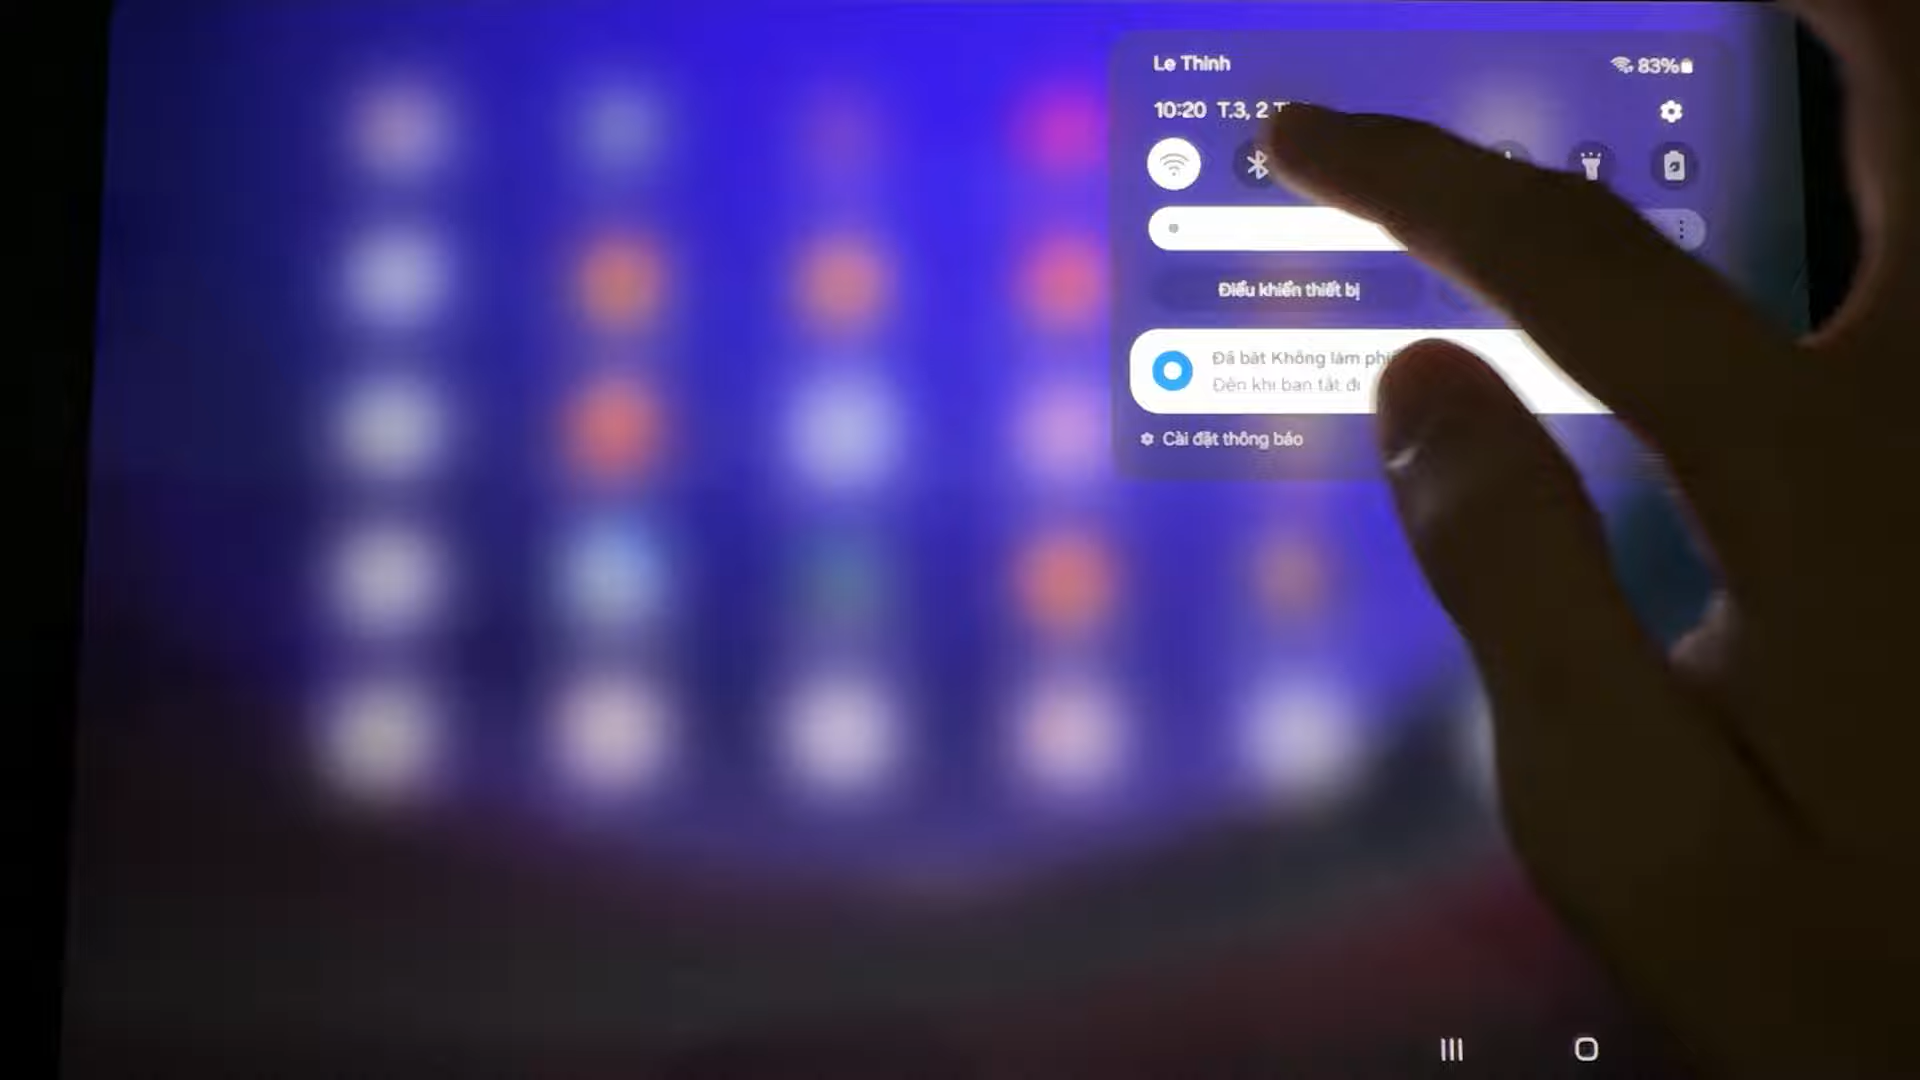 Le Thinh
83%
10:20 T.3, 2
Điều khiển thiết bị
Đã bật Không làm
Đến khi bạn tắt đi
Cài đặt thông báo